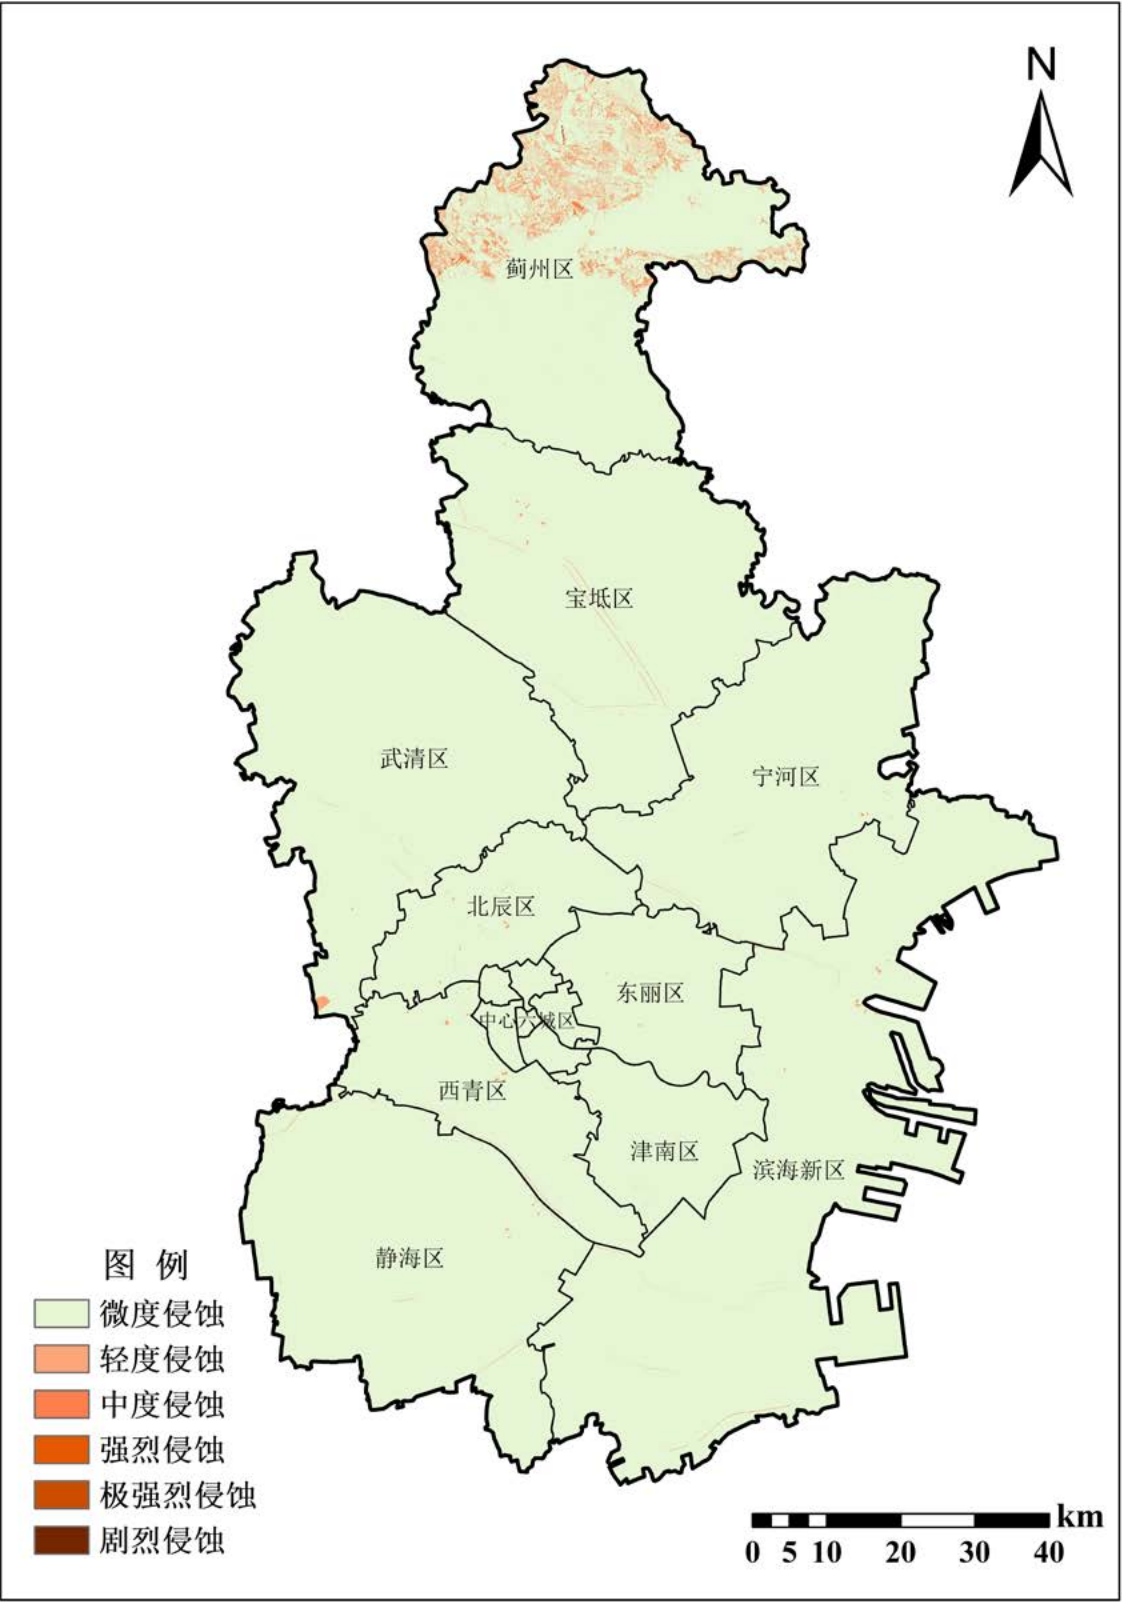 N
蓟州区
宝坻区
武清区
宁河区
北辰区
东丽区
中心六城区
西青区
津南区
滨海新区
静海区
图 例
微度侵蚀
轻度侵蚀
中度侵蚀
强烈侵蚀
极强烈侵蚀
剧烈侵蚀
km
0 5 10 20 30 40